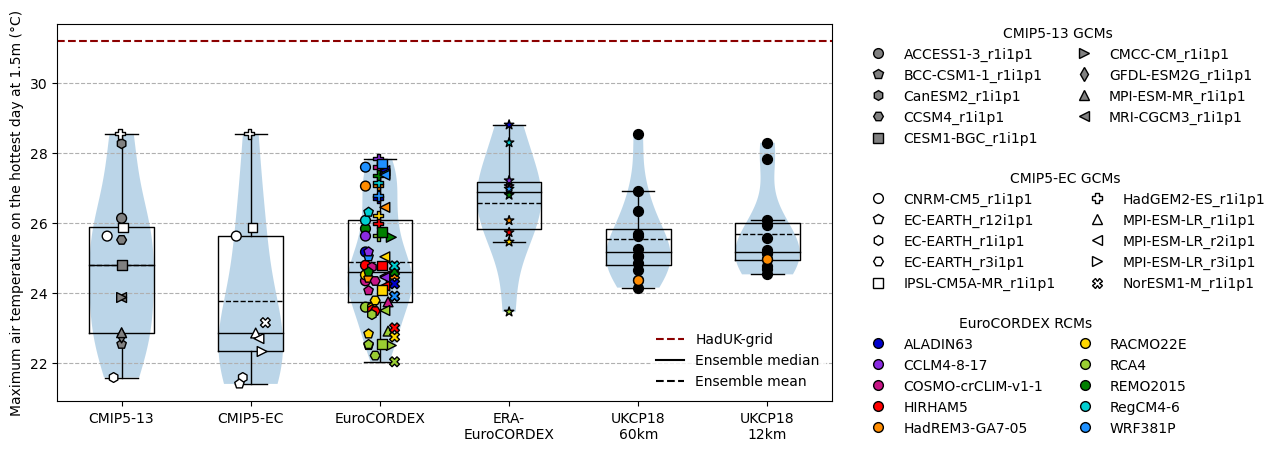 Maximum air temperature on the hottest day at 1.5m (°C)
30
28
26
24
22
CMIP5-13
CMIP5-EC
EuroCORDEX
ERA-
EuroCORDEX
UKCP18
60km
UKCP18
12km
HadUK-grid
Ensemble median
Ensemble mean
CMIP5-13 GCMs
ACCESS1-3_r1i1p1
BCC-CSM1-1_r1i1p1
CanESM2_r1i1p1
CCSM4_r1i1p1
CESM1-BGC_r1i1p1
CMCC-CM_r1i1p1
GFDL-ESM2G_r1i1p1
MPI-ESM-MR_r1i1p1
MRI-CGCM3_r1i1p1
CMIP5-EC GCMs
CNRM-CM5_r1i1p1
EC-EARTH_r12i1p1
EC-EARTH_r1i1p1
EC-EARTH_r3i1p1
IPSL-CM5A-MR_r1i1p1
HadGEM2-ES_r1i1p1
MPI-ESM-LR_r1i1p1
MPI-ESM-LR_r2i1p1
MPI-ESM-LR_r3i1p1
NorESM1-M_r1i1p1
EuroCORDEX RCMs
ALADIN63
CCLM4-8-17
COSMO-crCLIM-v1-1
HIRHAM5
HadREM3-GA7-05
RACMO22E
RCA4
REMO2015
RegCM4-6
WRF381P